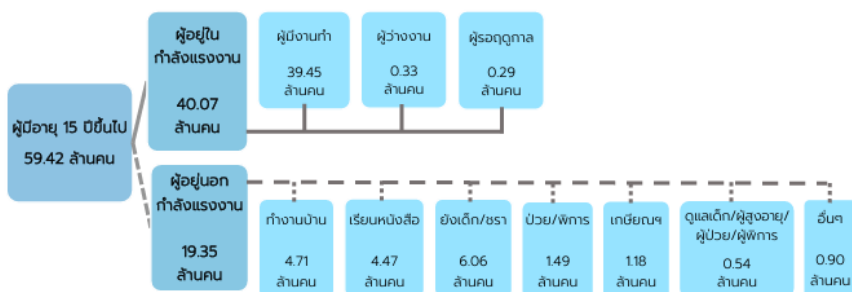 ผู้มีอายุ 15 ปีขึ้นไป
59.42 ล้านคน
ผู้อยู่ใน
กำลังแรงงาน
40.07
ล้านคน
ผู้มีงานทำ
39.45
ล้านคน
ผู้ว่างงาน
0.33
ล้านคน
ผู้รอฤดูกาล
0.29
ล้านคน
ผู้อยู่นอก
กำลังแรงงาน
19.35
ล้านคน
ทำงานบ้าน
4.71
ล้านคน
เรียนหนังสือ
4.47
ล้านคน
ยังเด็ก/ชรา
6.06
ล้านคน
ป่วย/พิการ
1.49
ล้านคน
เกษียณฯ
1.18
ล้านคน
ดูแลเด็ก/ผู้สูงอายุ/
ผู้ป่วย/ผู้พิการ
0.54
ล้านคน
อื่นๆ
0.90
ล้านคน